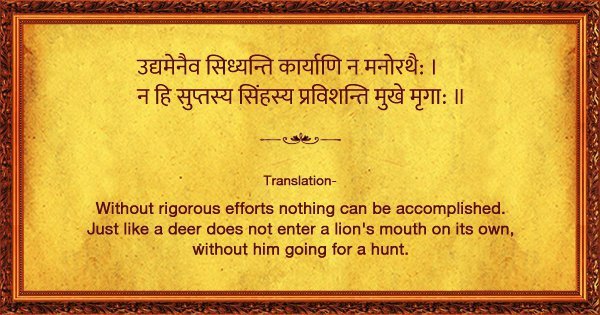 उद्यमेनैव सिध्यन्ति कार्याणि न मनोरथै: ।
न हि सुप्तस्य सिंहस्य प्रविशन्ति मुखे मृगा: ॥
Translation-
Without rigorous efforts nothing can be accomplished.
Just like a deer does not enter a lion's mouth on its own,
without him going for a hunt.